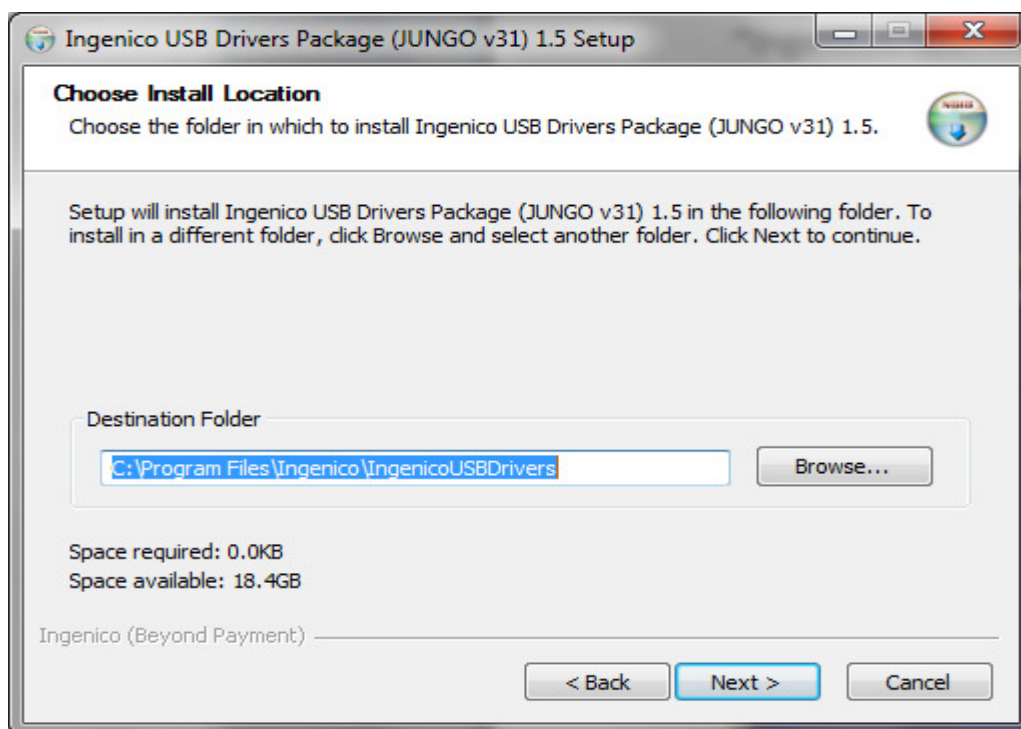 Ingenico USB Drivers Package (JUNGO v31) 1.5 Setup
Choose Install Location
Choose the folder in which to install Ingenico USB Drivers Package (JUNGO v31) 1.5.
Setup will install Ingenico USB Drivers Package (JUNGO v31) 1.5 in the following folder. To
install in a different folder, click Browse and select another folder. Click Next to continue.
Destination Folder
C:\Program Files\Ingenico\IngenicoUSBDrivers
Browse...
Space required: 0.0KB
Space available: 18.4GB
Ingenico (Beyond Payment)
< Back
Next >
Cancel